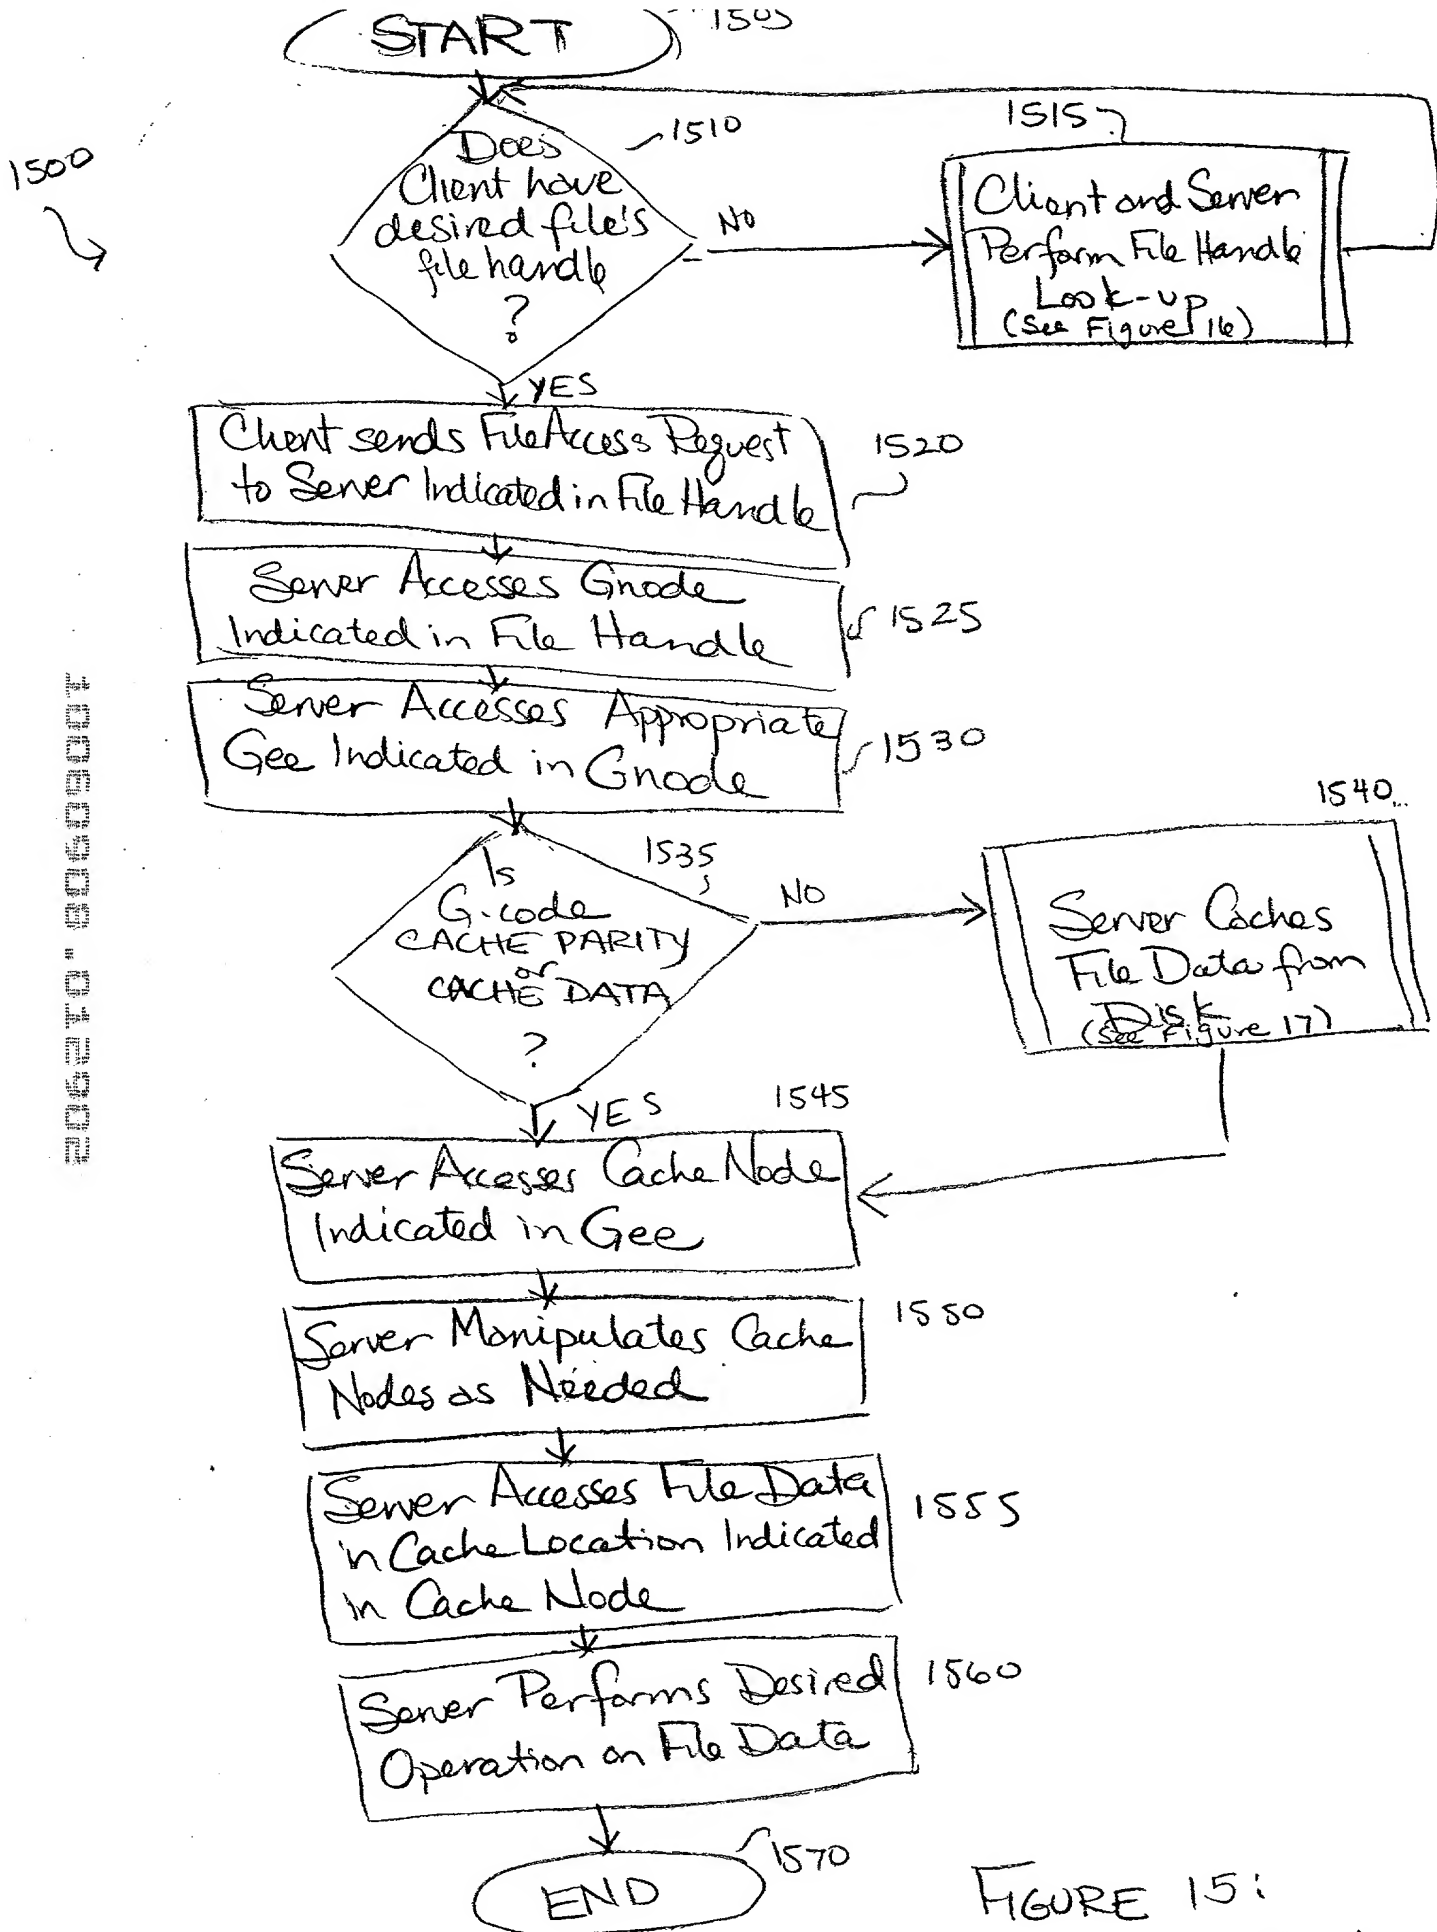 START
1505
1500
Does
Client have
desired file's
file handle
?
1510
NO
1515
Client and Server
Perform File Handle
Look-up
(See Figure 16)
YES
Client sends File Access Request
to Server Indicated in File Handle
1520
Server Accesses Gnode
Indicated in File Handle
1525
Server Accesses Appropriate
Gee Indicated in Gnode
1530
Is
G-code
CACHE PARITY
or
CACHE DATA
?
1535
NO
1540
Server Caches
File Data from
Disk
(See Figure 17)
YES
1545
Server Accesses Cache Node
Indicated in Gee
Server Manipulates Cache
Nodes as Needed
1550
Server Accesses File Data
in Cache Location Indicated
in Cache Node
1555
Server Performs Desired
Operation on File Data
1560
END
1570
FIGURE 15:
10060908.012902